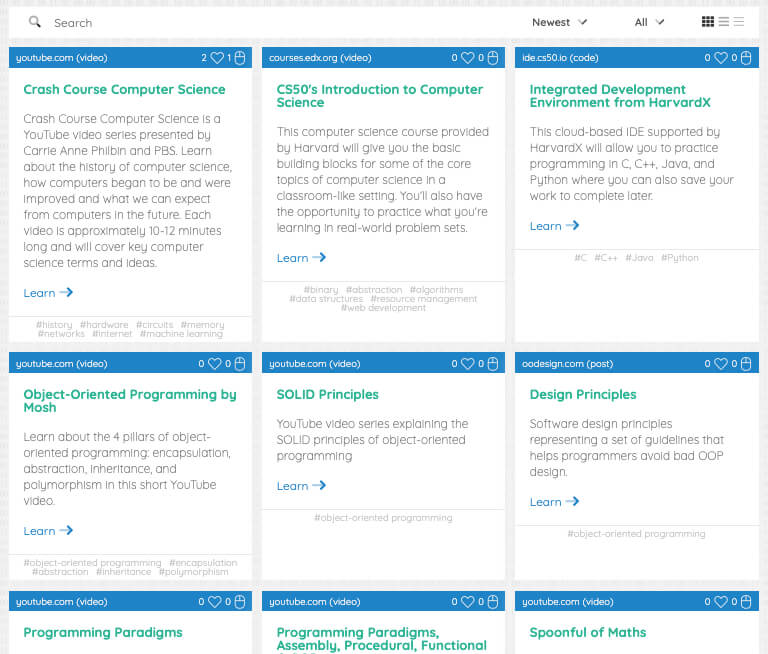 Search
Newest
All
youtube.com (video) 2 1
Crash Course Computer Science
Crash Course Computer Science is a
YouTube video series presented by
Carrie Anne Philbin and PBS. Learn
about the history of computer science,
how computers began to be and were
improved and what we can expect
from computers in the future. Each
video is approximately 10-12 minutes
long and will cover key computer
science terms and ideas.
Learn
#history #hardware #circuits #memory
#networks #internet #machine learning
courses.edx.org (video) 0 0
CS50's Introduction to Computer
Science
This computer science course provided
by Harvard will give you the basic
building blocks for some of the core
topics of computer science in a
classroom-like setting. You'll also have
the opportunity to practice what you're
learning in real-world problem sets.
Learn
#binary #abstraction #algorithms
#data structures #resource management
#web development
ide.cs50.io (code) 0 0
Integrated Development
Environment from HarvardX
This cloud-based IDE supported by
HarvardX will allow you to practice
programming in C, C++, Java, and
Python where you can also save your
work to complete later.
Learn
#C #C++ #Java #Python
youtube.com (video) 0 0
Object-Oriented Programming by
Mosh
Learn about the 4 pillars of object-
oriented programming: encapsulation,
abstraction, inheritance, and
polymorphism in this short YouTube
video.
Learn
#object-oriented programming #encapsulation
#abstraction #inheritance #polymorphism
youtube.com (video) 0 0
SOLID Principles
YouTube video series explaining the
SOLID principles of object-oriented
programming
Learn
#object-oriented programming
oodesign.com (post) 0 0
Design Principles
Software design principles
representing a set of guidelines that
helps programmers avoid bad OOP
design.
Learn
#object-oriented programming
youtube.com (video) 0 0
Programming Paradigms
youtube.com (video) 0 0
Programming Paradigms,
Assembly, Procedural, Functional
youtube.com (video) 0 0
Spoonful of Maths